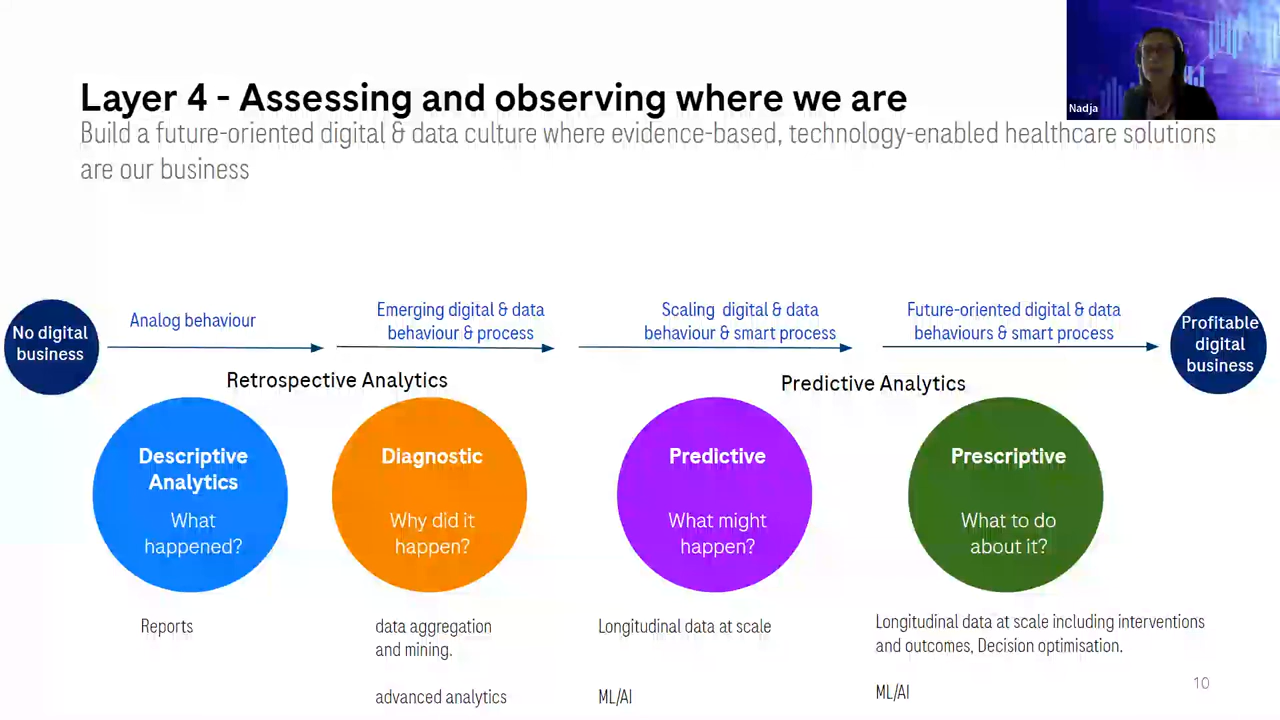 Layer 4 - Assessing and observing where we are
Build a future-oriented digital & data culture where evidence-based, technology-enabled healthcare solutions
are our business
Nadja
No digital
business
Analog behaviour
Emerging digital & data
behaviour & process
Scaling digital & data
behaviour & smart process
Future-oriented digital & data
behaviours & smart process
Profitable
digital
business
Retrospective Analytics
Predictive Analytics
Descriptive
Analytics
What
happened?
Diagnostic
Why did it
happen?
Predictive
What might
happen?
Prescriptive
What to do
about it?
Reports
data aggregation
and mining.
advanced analytics
Longitudinal data at scale
ML/AI
Longitudinal data at scale including interventions
and outcomes, Decision optimisation.
ML/AI
10